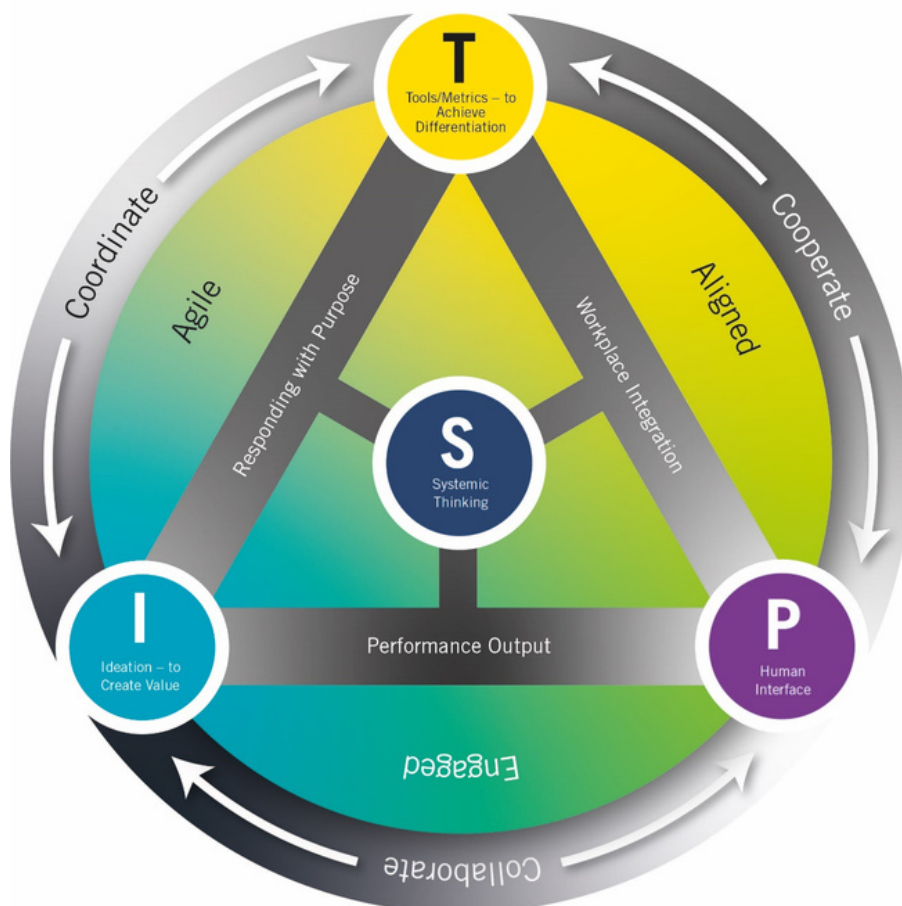 T
Tools/Metrics – to
Achieve
Differentiation
Coordinate
Cooperate
Agile
Aligned
Responding with Purpose
Workplace Integration
S
Systemic
Thinking
I
Ideation – to
Create Value
Performance Output
P
Human
Interface
Engaged
Collaborate